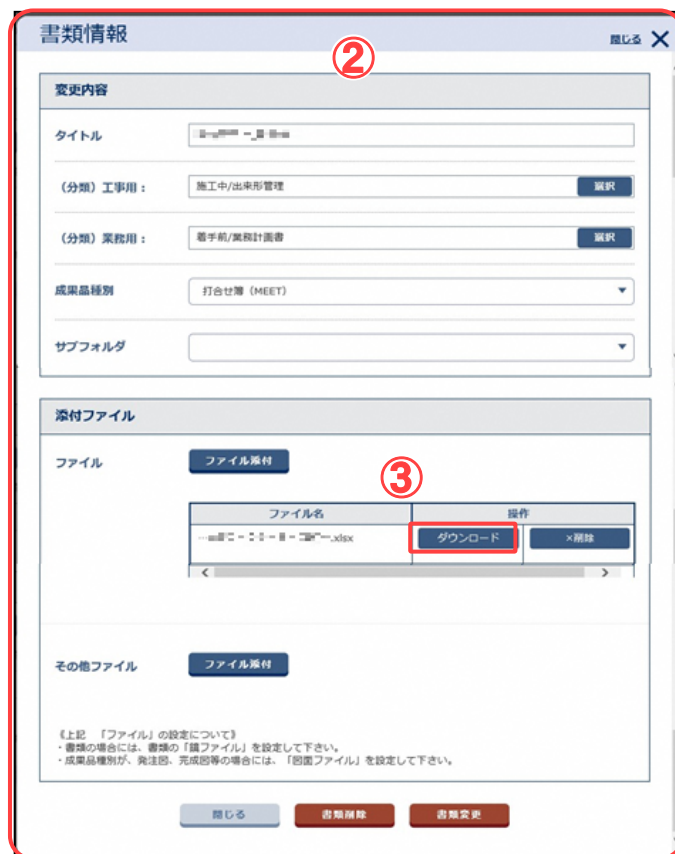 書類情報
閉じる ×
②
変更内容
タイトル
（分類）工事用：
施工中/出来形管理
選択
（分類）業務用：
着手前/業務計画書
選択
成果品種別
打合せ簿（MEET）
サブフォルダ
添付ファイル
ファイル
ファイル添付
③
ファイル名
操作
.xlsx
ダウンロード
×削除
その他ファイル
ファイル添付
《上記　「ファイル」の設定について》
・書類の場合には、書類の「鏡ファイル」を設定して下さい。
・成果品種別が、発注図、完成図等の場合には、「図面ファイル」を設定して下さい。
閉じる
書類削除
書類変更